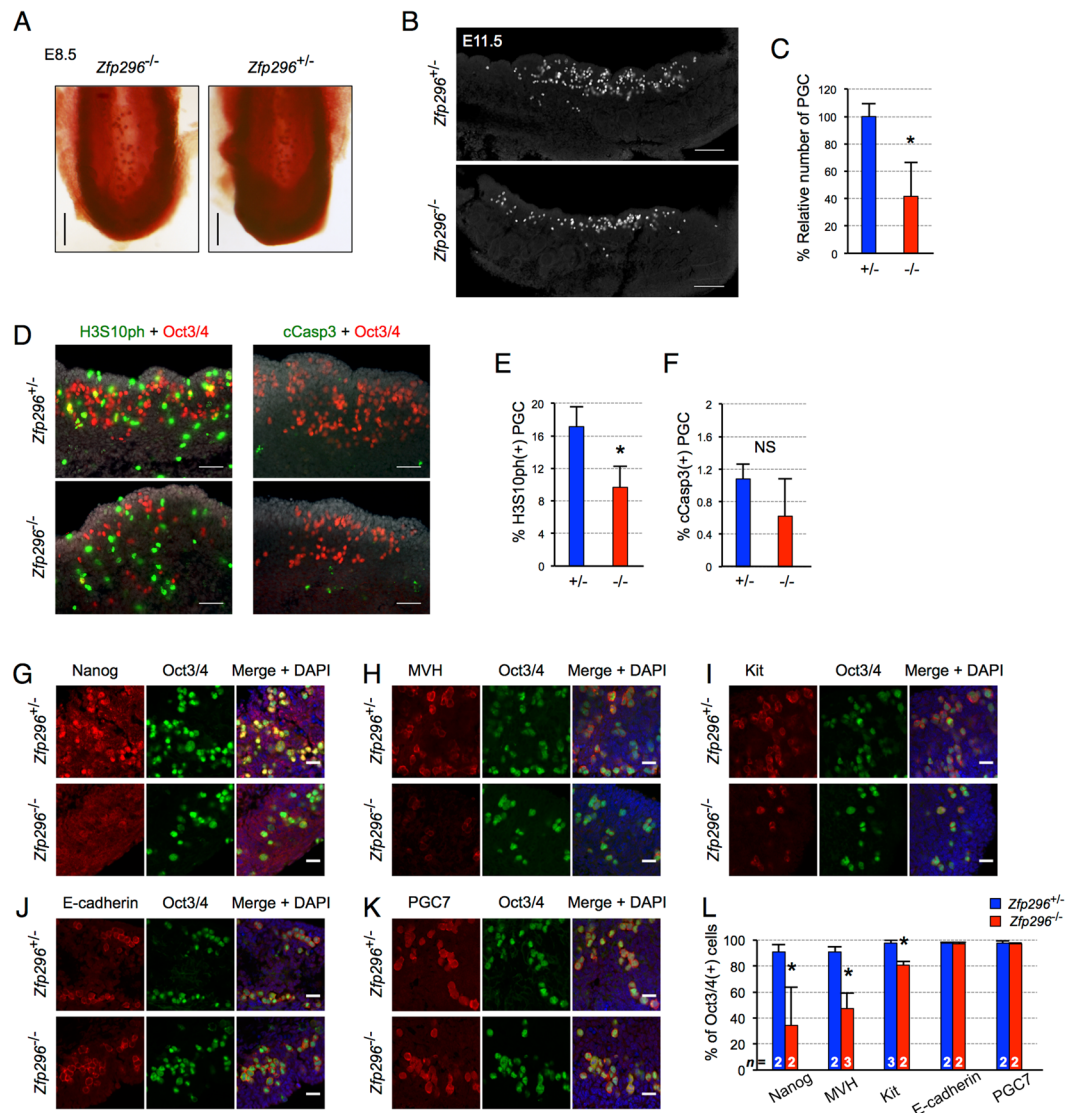 A
E8.5
Zfp296-/-
Zfp296+/-
B
E11.5
Zfp296+/-
Zfp296-/-
C
% Relative number of PGC
120
100
80
60
40
20
0
*
+/-
-/-
D
H3S10ph + Oct3/4
cCasp3 + Oct3/4
Zfp296+/-
Zfp296-/-
E
% H3S10ph(+) PGC
20
16
12
8
4
0
*
+/-
-/-
F
% cCasp3(+) PGC
2
1.6
1.2
0.8
0.4
0
NS
+/-
-/-
G
Nanog
Oct3/4
Merge + DAPI
Zfp296+/-
Zfp296-/-
H
MVH
Oct3/4
Merge + DAPI
Zfp296+/-
Zfp296-/-
I
Kit
Oct3/4
Merge + DAPI
Zfp296+/-
Zfp296-/-
J
E-cadherin
Oct3/4
Merge + DAPI
Zfp296+/-
Zfp296-/-
K
PGC7
Oct3/4
Merge + DAPI
Zfp296+/-
Zfp296-/-
L
Zfp296+/-
Zfp296-/-
% of Oct3/4(+) cells
100
80
60
40
20
0
* * *
n= 2 2 2 3 3 2 2 2 2 2
Nanog
MVH
Kit
E-cadherin
PGC7